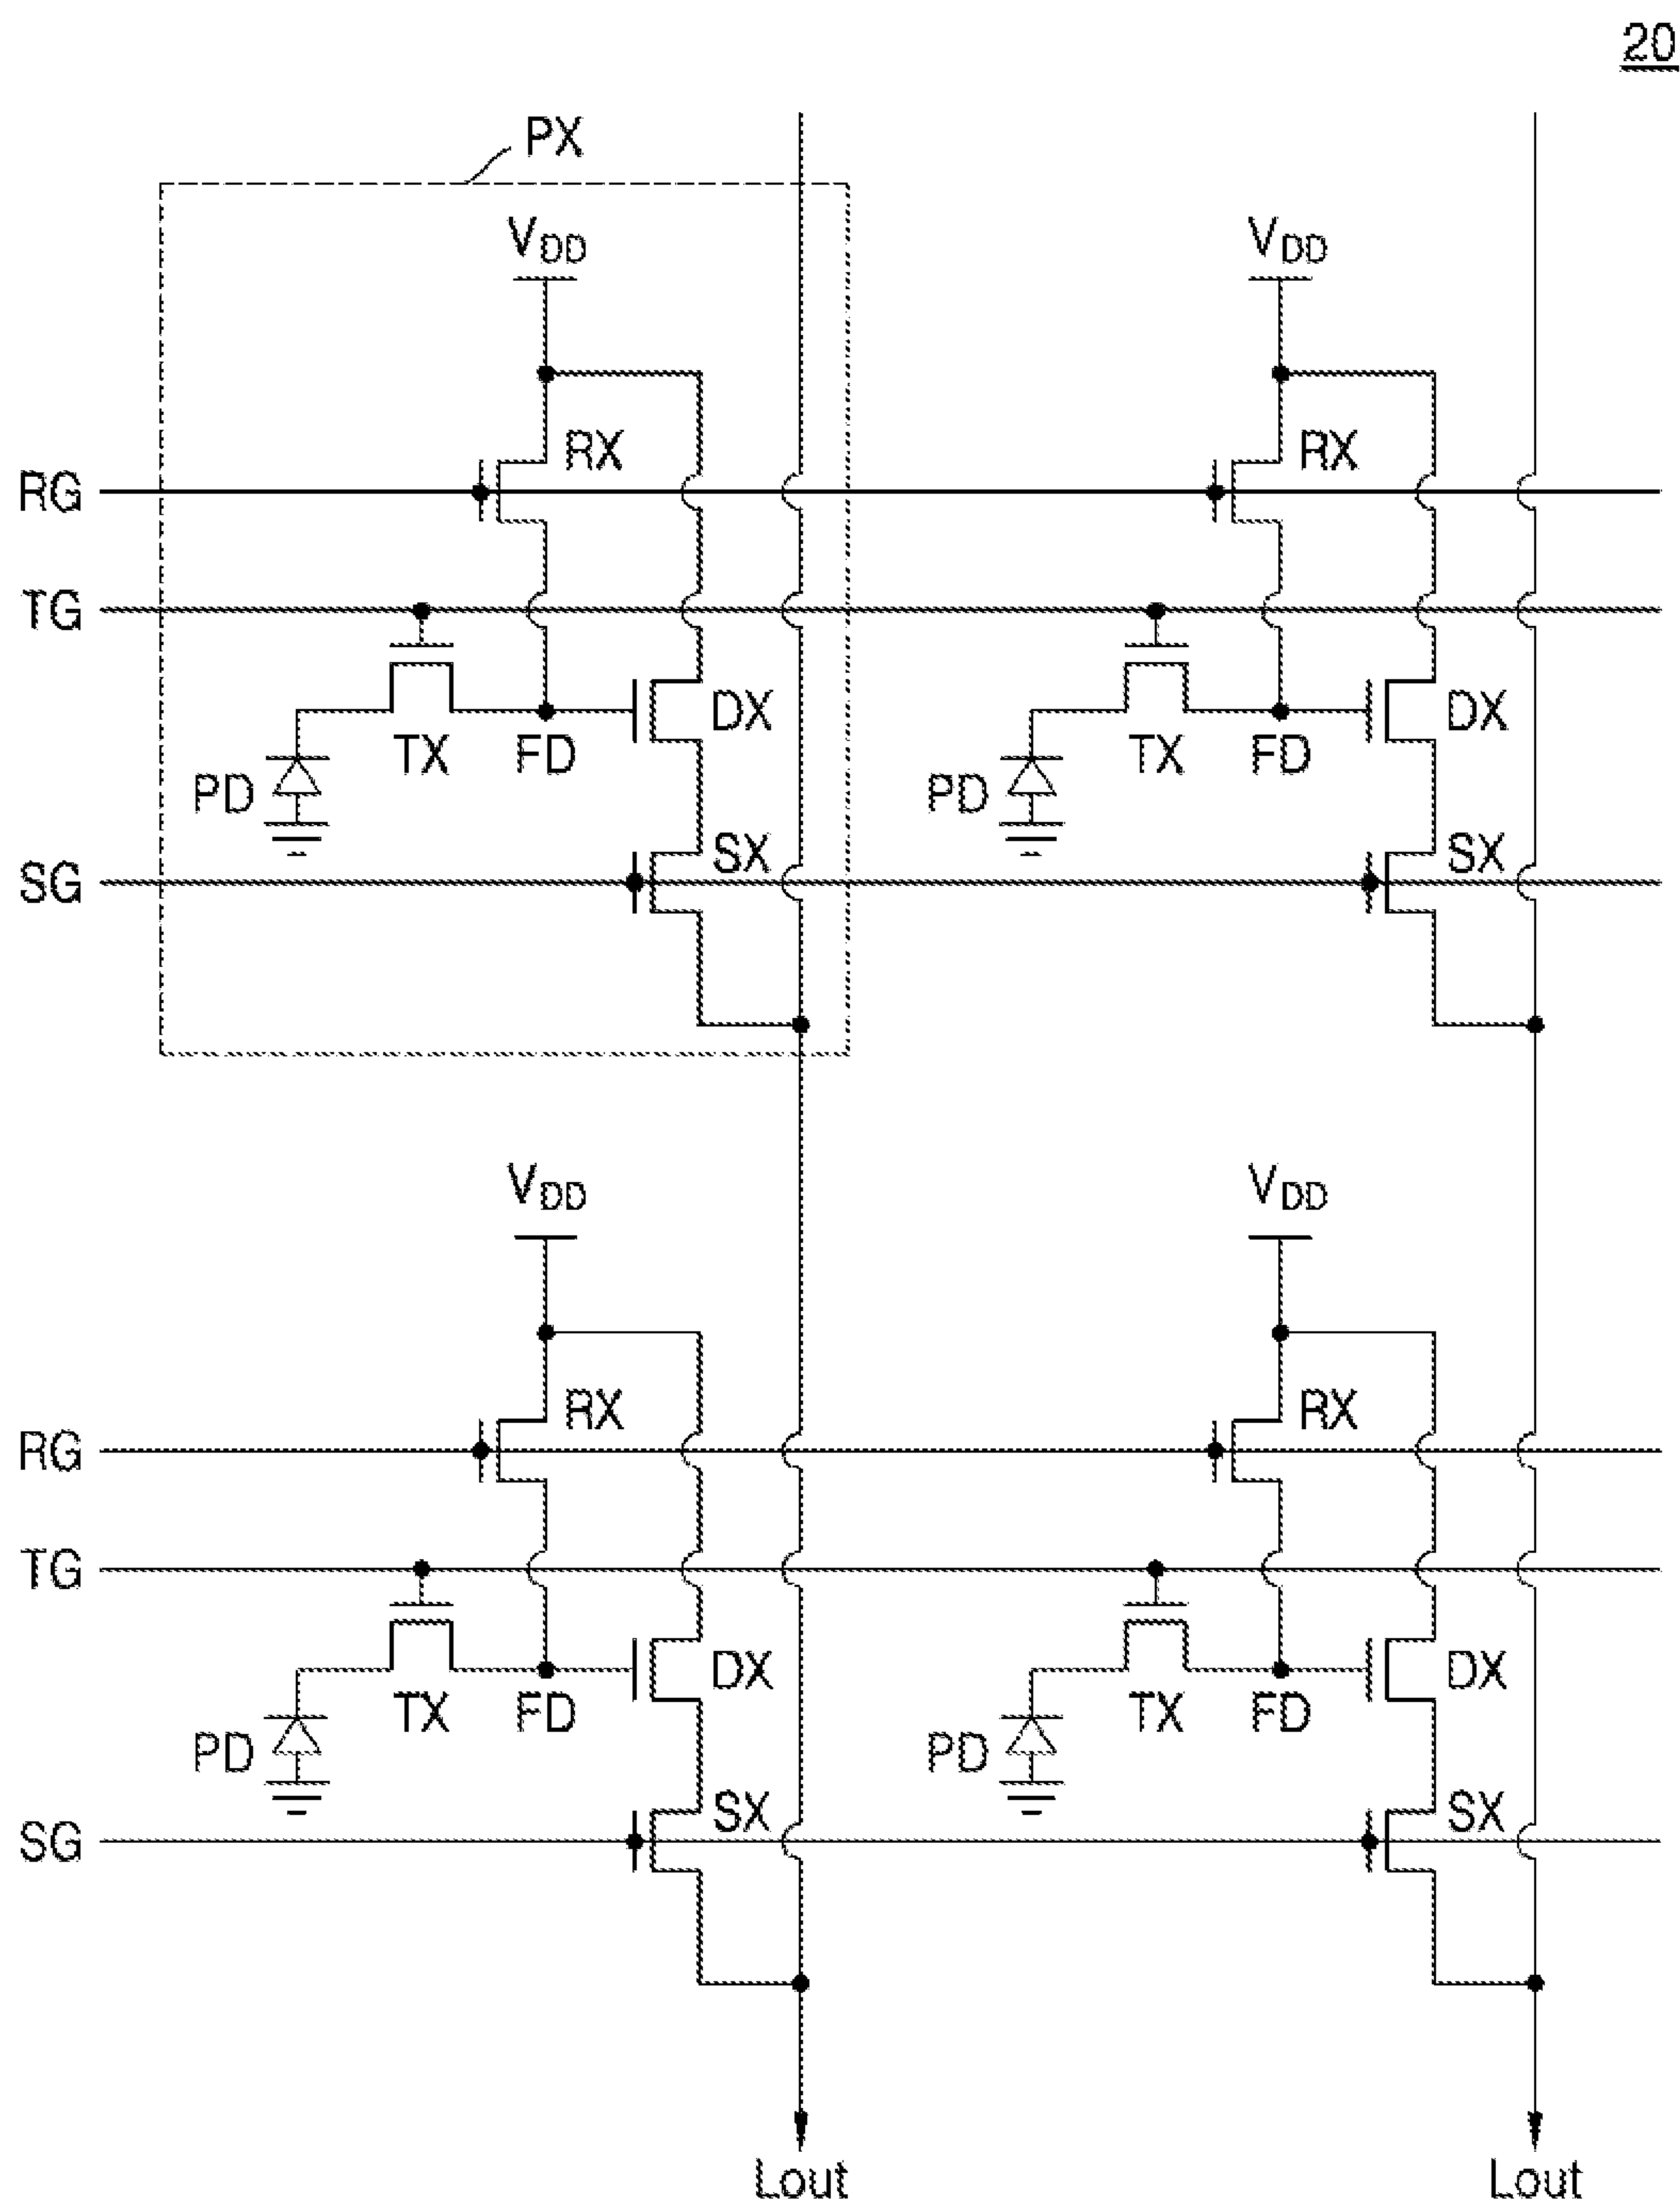 20
PX
VDD VDD
RX RX
RG
TG
DX DX
TX FD TX FD
PD PD
SX SX
SG
VDD VDD
RX RX
RG
TG
DX DX
TX FD TX FD
PD PD
SX SX
SG
Lout Lout